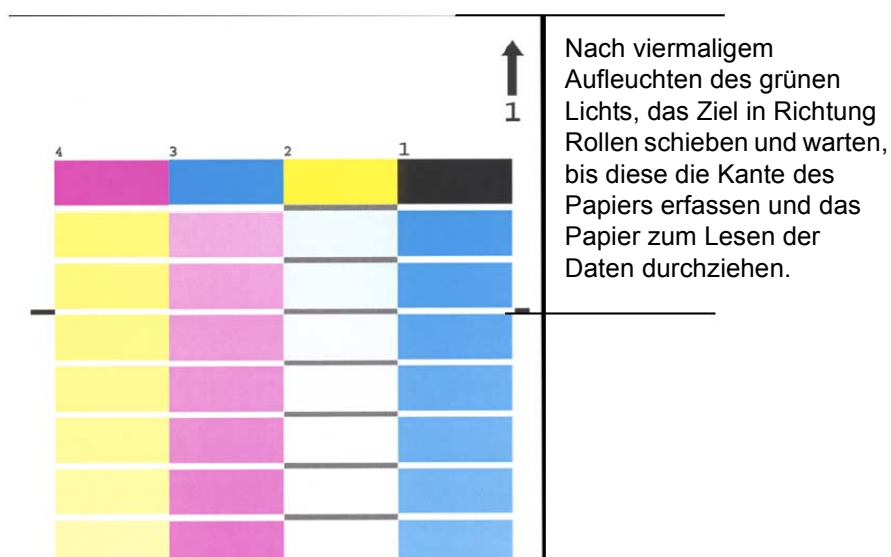 1
4 3 2 1
Nach viermaligem
Aufleuchten des grünen
Lichts, das Ziel in Richtung
Rollen schieben und warten,
bis diese die Kante des
Papiers erfassen und das
Papier zum Lesen der
Daten durchziehen.